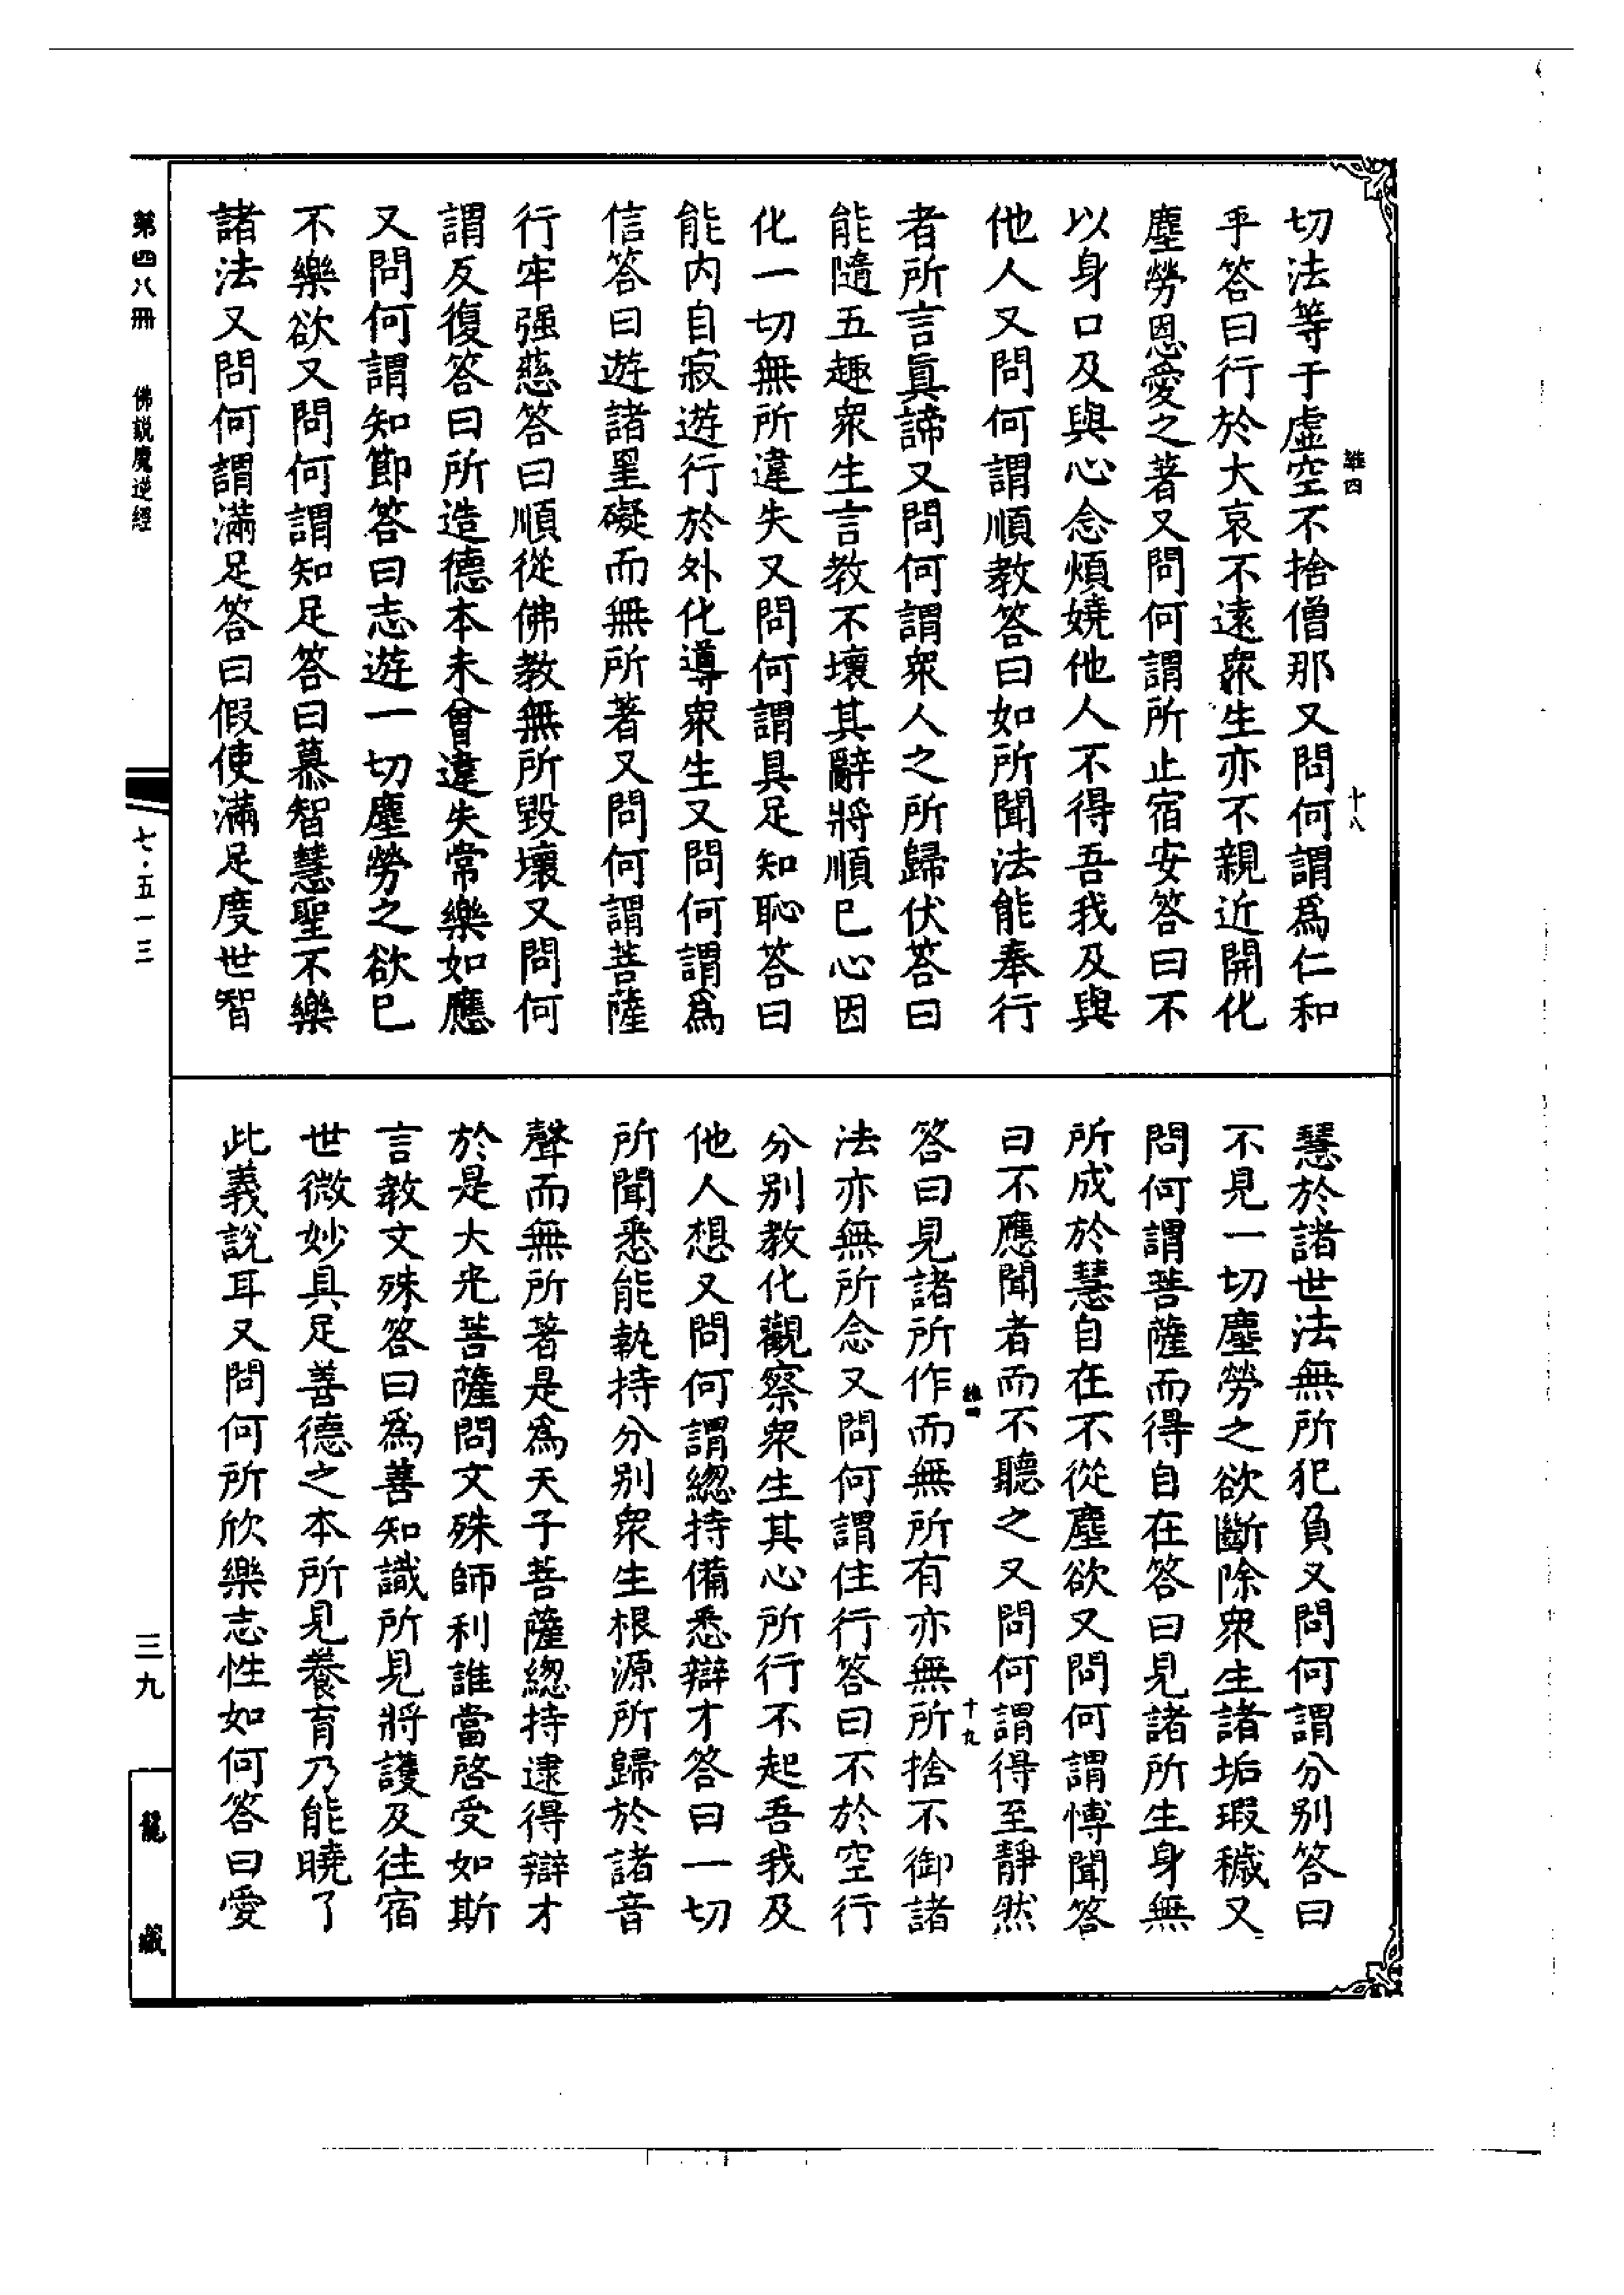 切法等于虛空不捨僧那又問何謂爲仁和
乎答曰行於大哀不遠衆生亦不親近開化
塵勞恩愛之著又問何謂所止宿安答曰不
以身口及與心念煩嬈他人不得吾我及與
他人又問何謂順教答曰如所聞法能奉行
者所言眞諦又問何謂衆人之所歸伏答曰
能隨五趣衆生言教不壞其辭將順已心因
化一切無所違失又問何謂具足知恥答曰
能內自寂遊行於外化導衆生又問何謂爲
信答曰遊諸罣礙而無所著又問何謂菩薩
行牢强慈答曰順從佛教無所毀壞又問何
謂反復答曰所造德本未曾違失常樂如應
又問何謂知節答曰志遊一切塵勞之欲已
不樂欲又問何謂知足答曰慕智慧聖不樂
諸法又問何謂滿足答曰假使滿足度世智
慧於諸世法無所犯負又問何謂分别答曰
不見一切塵勞之欲斷除衆生諸垢瑕穢又
問何謂菩薩而得自在答曰見諸所生身無
所成於慧自在不從塵欲又問何謂博聞答
曰不應聞者而不聽之又問何謂得至靜然
答曰見諸所作而無所有亦無所捨不御諸
法亦無所念又問何謂住行答曰不於空行
分别教化觀察衆生其心所行不起吾我及
他人想又問何謂緫持備悉辯才答曰一切
所聞悉能執持分别衆生根源所歸於諸音
聲而無所著是爲天子菩薩緫持逮得辯才
於是大光菩薩問文殊師利誰當啓受如斯
言教文殊答曰爲善知識所見將護及往宿
世微妙具足善德之本所見養育乃能曉了
此義說耳又問何所欣樂志性如何答曰愛
維四
十八
維四
十九
第四八冊
佛説魔逆經
七·五一三
三九
龍藏